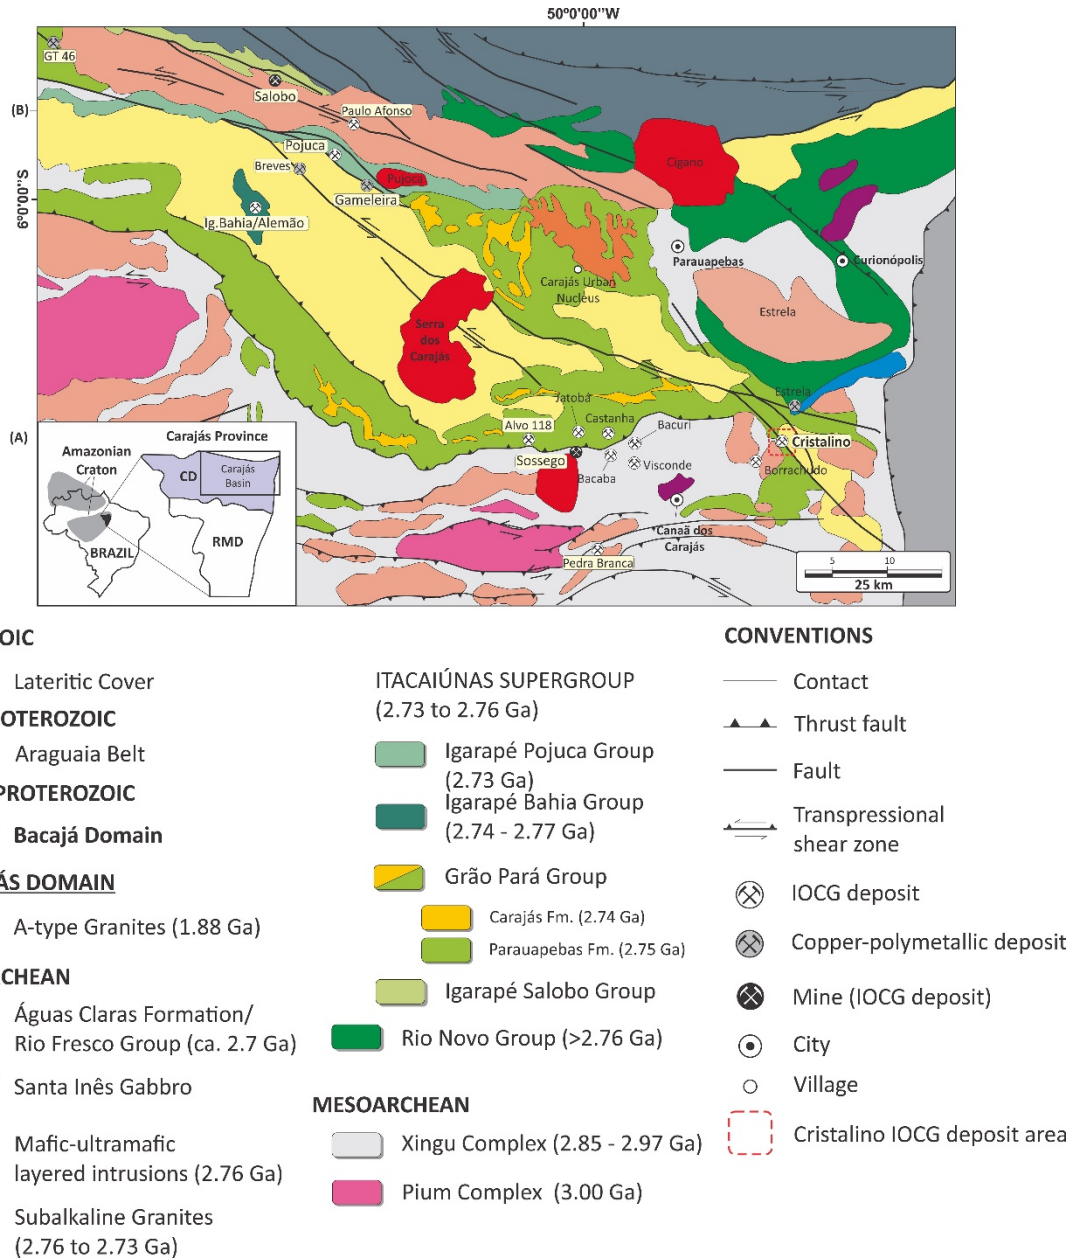 50º0'00''W
GT 46
Salobo
(B)
Paulo Afonso
Pojuca
Breves
Pujoca
Cigano
Gameleira
6º0'00''S
Ig.Bahia/Alemão
Parauapebas
Curionópolis
Carajás Urban
Nucleus
Estrela
Serra
dos
Carajás
Estrela
Jatobá
Castanha
Alvo 118
Bacuri
(A)
Cristalino
Sossego
Bacaba
Visconde
Borrachudo
Canaã dos
Carajás
Pedra Branca
Carajás Province
Amazonian
Craton
CD
Carajás
Basin
BRAZIL
RMD
5
10
25 km
OIC
Lateritic Cover
OTEROZOIC
Araguaia Belt
PROTEROZOIC
Bacajá Domain
ÁS DOMAIN
A-type Granites (1.88 Ga)
CHEAN
Águas Claras Formation/
Rio Fresco Group (ca. 2.7 Ga)
Santa Inês Gabbro
Mafic-ultramafic
layered intrusions (2.76 Ga)
Subalkaline Granites
(2.76 to 2.73 Ga)
ITACAIÚNAS SUPERGROUP
(2.73 to 2.76 Ga)
Igarapé Pojuca Group
(2.73 Ga)
Igarapé Bahia Group
(2.74 - 2.77 Ga)
Grão Pará Group
Carajás Fm. (2.74 Ga)
Parauapebas Fm. (2.75 Ga)
Igarapé Salobo Group
Rio Novo Group (>2.76 Ga)
MESOARCHEAN
Xingu Complex (2.85 - 2.97 Ga)
Pium Complex (3.00 Ga)
CONVENTIONS
Contact
Thrust fault
Fault
Transpressional
shear zone
IOCG deposit
Copper-polymetallic deposit
Mine (IOCG deposit)
City
Village
Cristalino IOCG deposit area